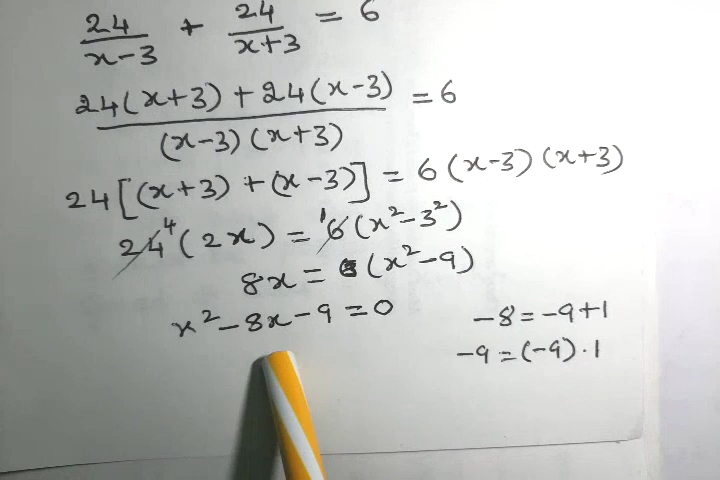 24/(x-3) + 24/(x+3) = 6
(24(x+3) + 24(x-3))/((x-3)(x+3)) = 6
24[(x+3) + (x-3)] = 6(x-3)(x+3)
24⁴(2x) = ¹6(x²-3²)
8x = (x²-9)
x²-8x-9=0
-8=-9+1
-9=(-9).1